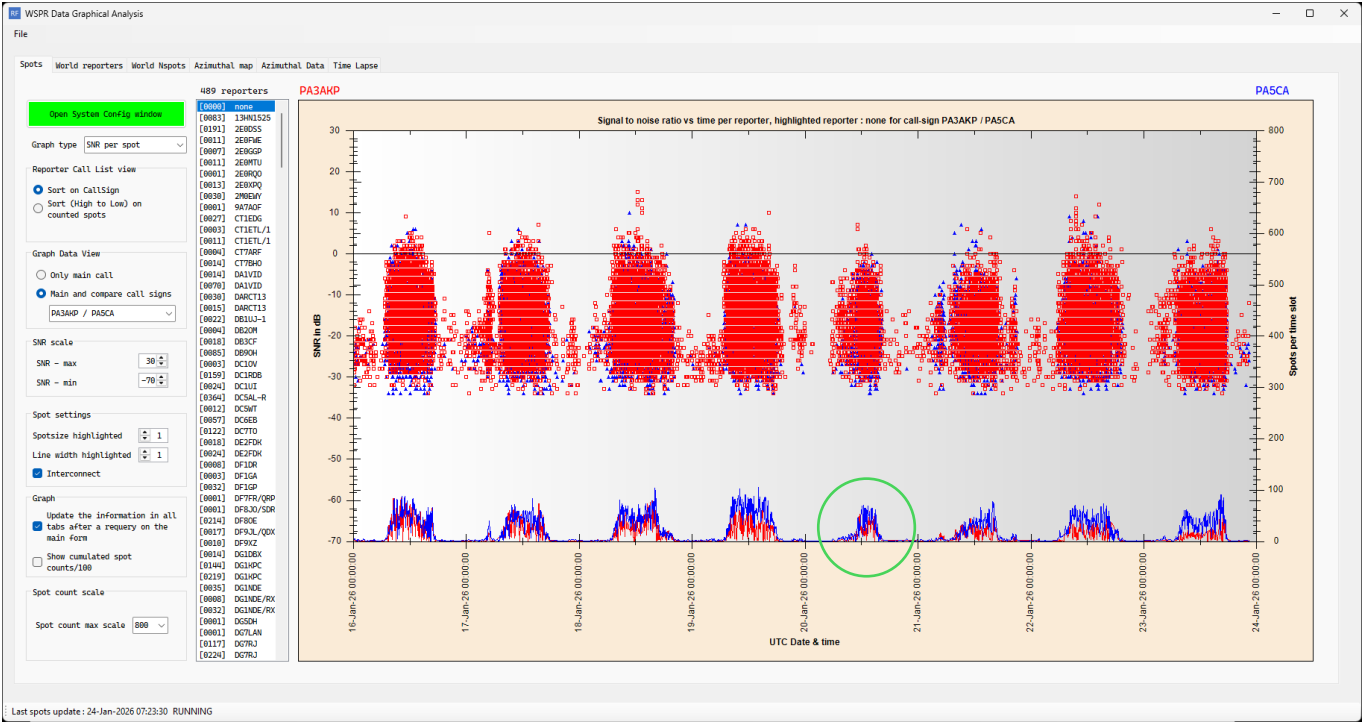 WSPR Data Graphical Analysis
File
Spots World reporters World Nspots Azimuthal map Azimuthal Data Time Lapse
Open System Config window
Graph type SNR per spot
Reporter Call List view
Sort on CallSign
Sort (High to Low) on
counted spots
Graph Data View
Only main call
Main and compare call signs
PA3AKP / PA5CA
SNR scale
SNR - max 30
SNR - min -70
Spot settings
Spotsize highlighted 1
Line width highlighted 1
Interconnect
Graph
Update the information in all
tabs after a requery on the
main form
Show cumulated spot
counts/100
Spot count scale
Spot count max scale 800
489 reporters
[0000] none
[0083] 13HN1525
[0191] 2E0DSS
[0011] 2E0FWE
[0007] 2E0GGP
[0011] 2E0MTU
[0001] 2E0RQO
[0013] 2E0XPQ
[0030] 2M0EWY
[0001] 9A7AOF
[0027] CT1EDG
[0003] CT1ETL/1
[0011] CT1ETL/1
[0004] CT7ARF
[0014] CT7BHO
[0014] DA1VID
[0070] DA1VID
[0030] DARCT13
[0015] DARCT13
[0022] DB1UJ-1
[0004] DB2OM
[0018] DB3CF
[0085] DB9OH
[0003] DC1OV
[0159] DC1RDB
[0024] DC1UI
[0364] DC5AL-R
[0012] DC5WT
[0057] DC6EB
[0122] DC7TO
[0018] DE2FDK
[0024] DE2FDK
[0008] DF1DR
[0003] DF1GA
[0032] DF1GP
[0001] DF7FR/QRP
[0001] DF8JO/SDR
[0214] DF8OE
[0017] DF9JL/QDX
[0010] DF9XZ
[0014] DG1DBX
[0144] DG1KPC
[0219] DG1KPC
[0035] DG1NDE
[0008] DG1NDE/RX
[0032] DG1NDE/RX
[0001] DG5DH
[0001] DG7LAN
[0117] DG7RJ
[0224] DG7RJ
PA3AKP
PA5CA
Signal to noise ratio vs time per reporter, highlighted reporter : none for call-sign PA3AKP / PA5CA
SNR in dB
30
20
10
0
-10
-20
-30
-40
-50
-60
-70
Spots per time slot
800
700
600
500
400
300
200
100
0
16-Jan-26 00:00:00
17-Jan-26 00:00:00
18-Jan-26 00:00:00
19-Jan-26 00:00:00
20-Jan-26 00:00:00
21-Jan-26 00:00:00
22-Jan-26 00:00:00
23-Jan-26 00:00:00
24-Jan-26 00:00:00
UTC Date & time
Last spots update : 24-Jan-2026 07:23:30 RUNNING